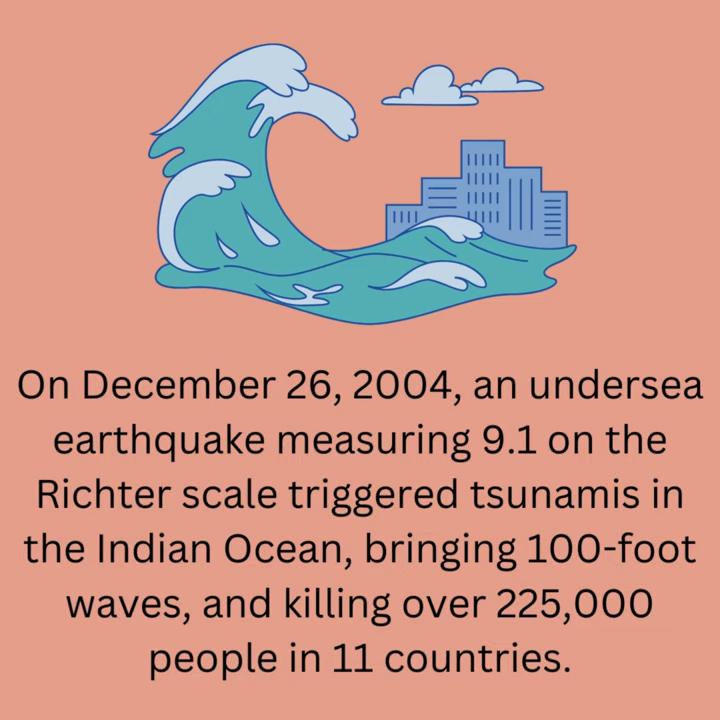 On December 26, 2004, an undersea
earthquake measuring 9.1 on the
Richter scale triggered tsunamis in
the Indian Ocean, bringing 100-foot
waves, and killing over 225,000
people in 11 countries.